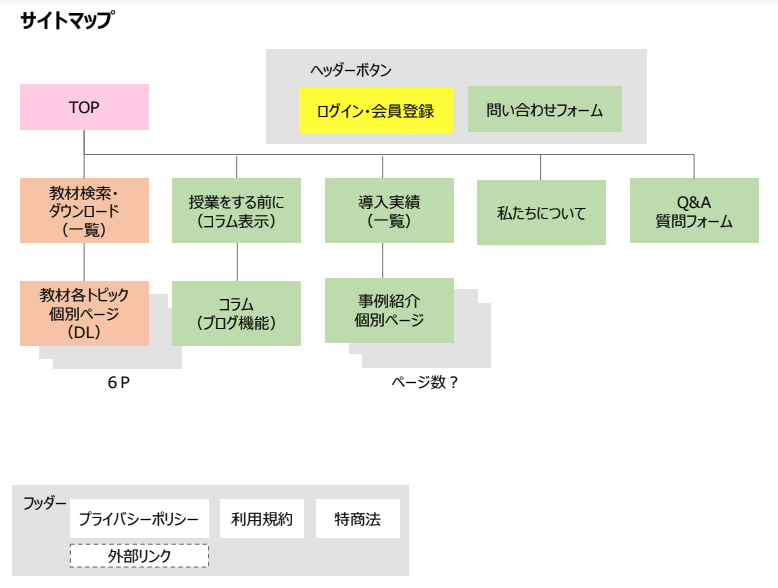 サイトマップ
ヘッダーボタン
TOP
ログイン・会員登録
問い合わせフォーム
教材検索・
ダウンロード
（一覧）
授業をする前に
（コラム表示）
導入実績
（一覧）
私たちについて
Q&A
質問フォーム
教材各トピック
個別ページ
（DL）
コラム
（ブログ機能）
事例紹介
個別ページ
６P
ページ数？
フッダー
プライバシーポリシー
利用規約
特商法
外部リンク